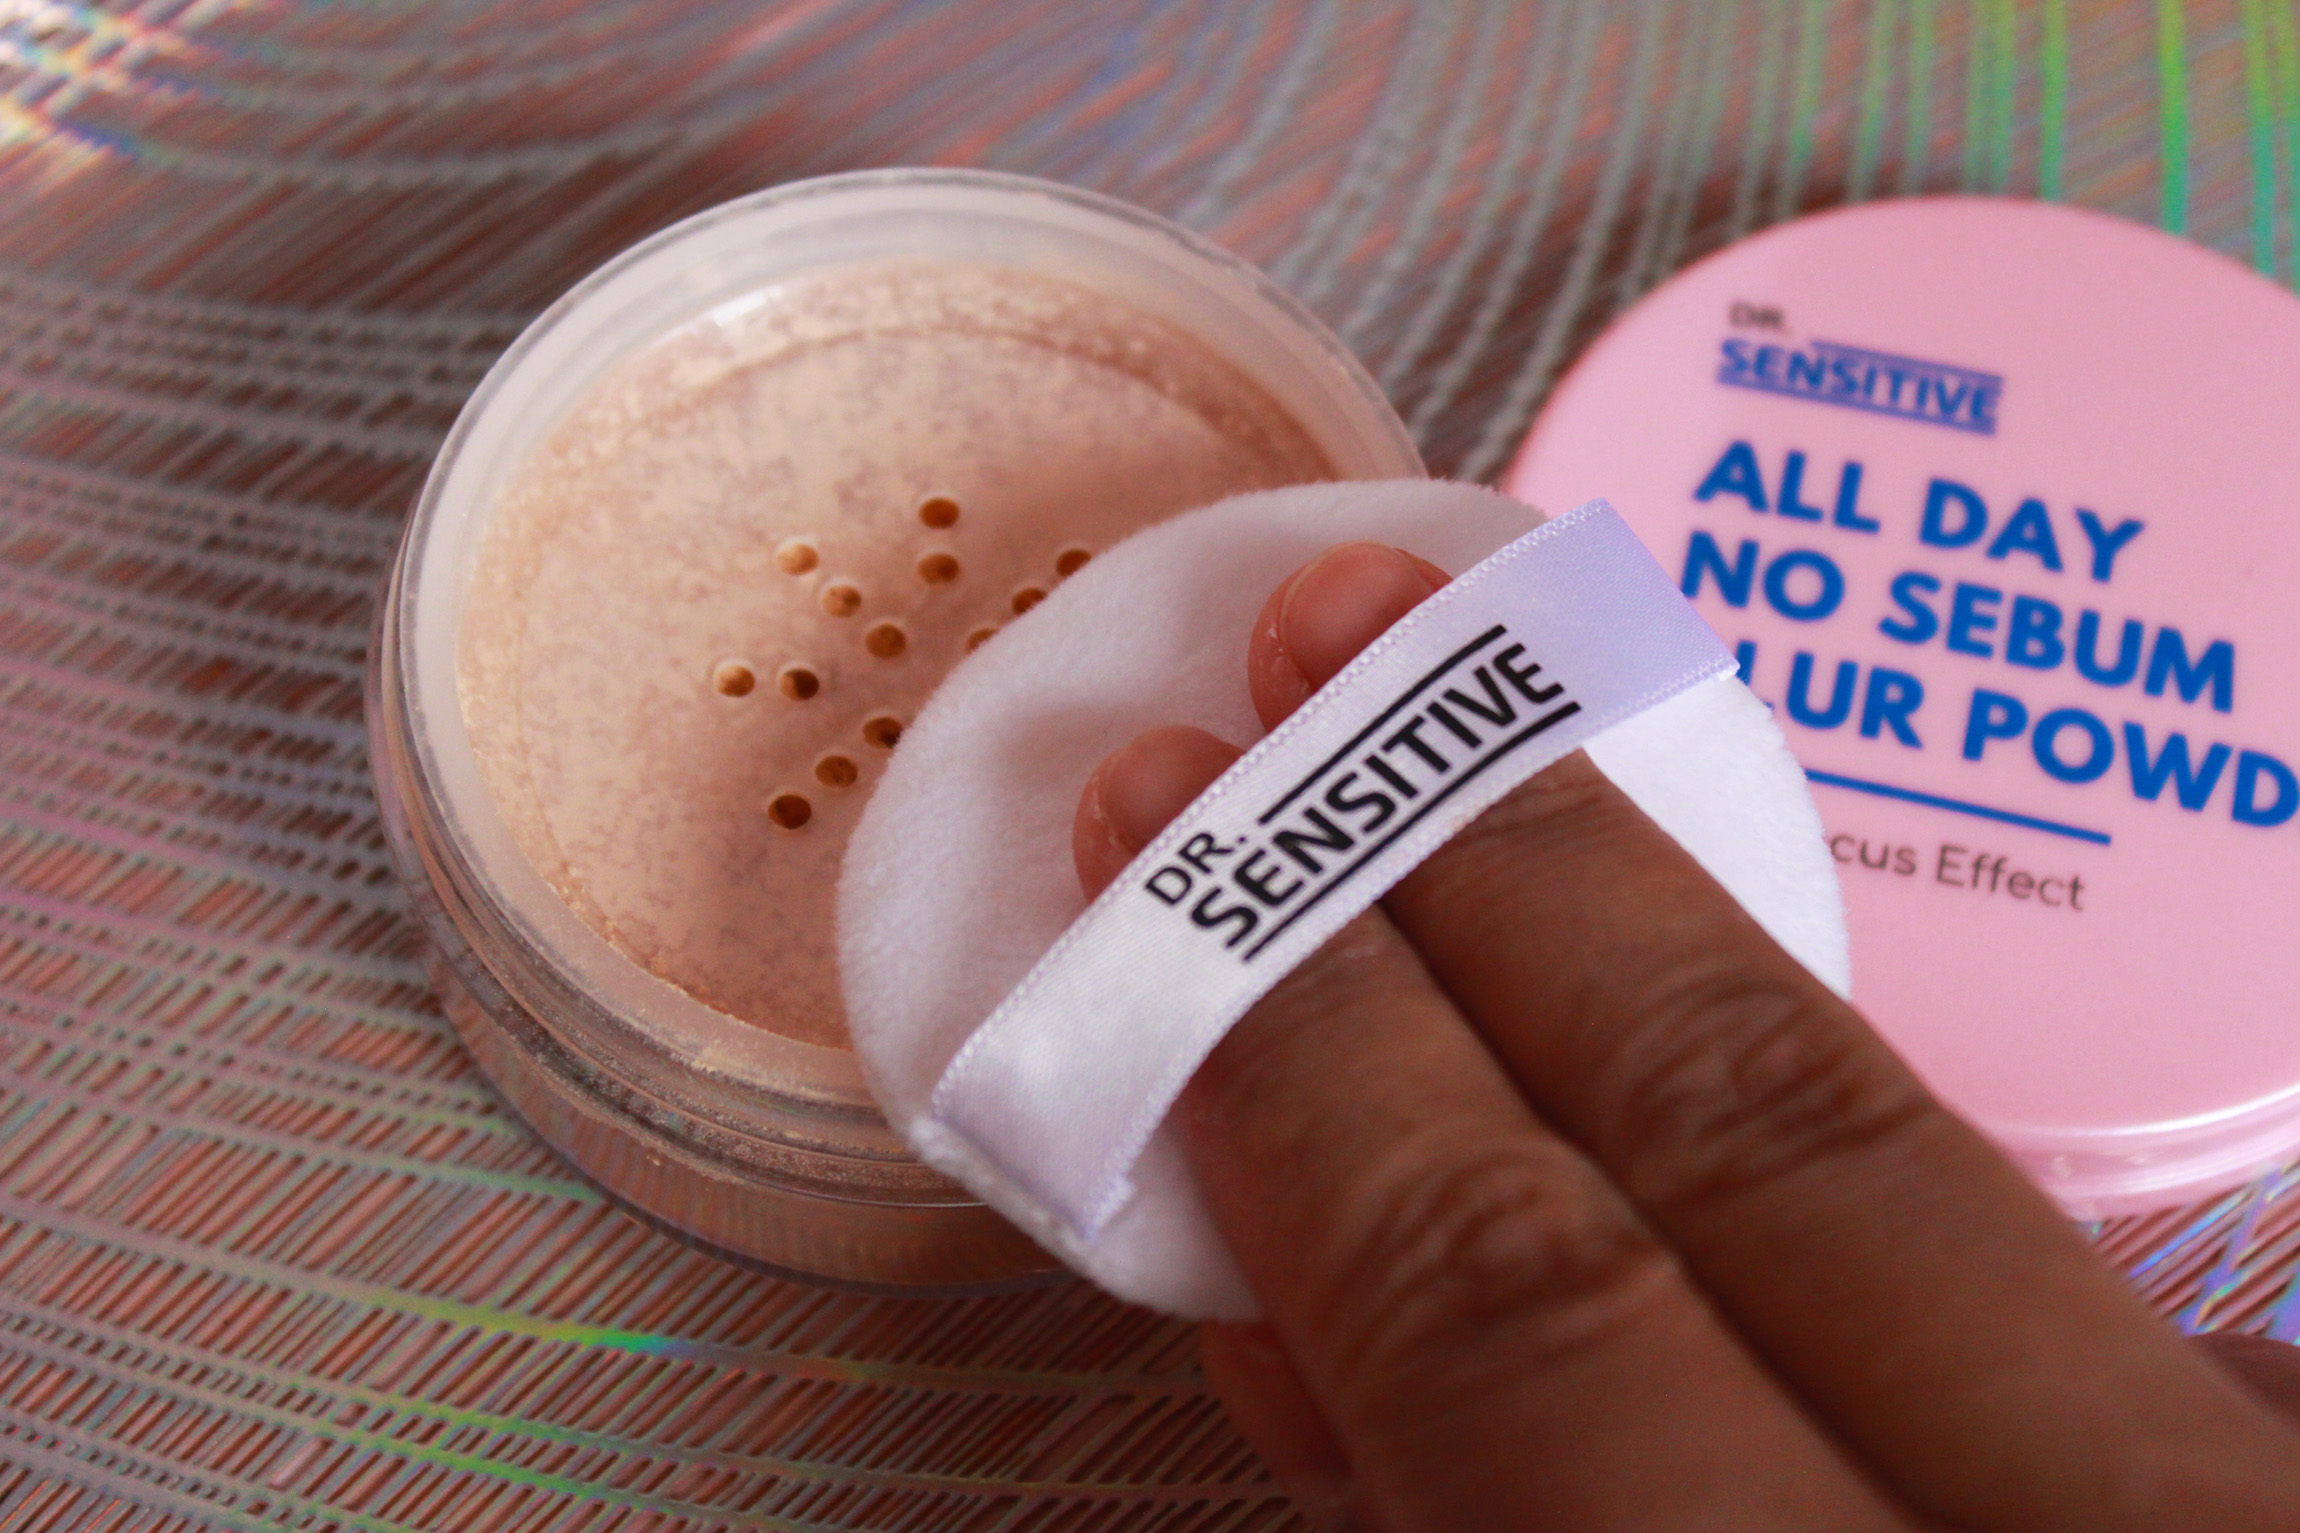 DR.
SENSITIVE
ALL DAY
NO SEBUM
LUR POWD
cus Effect
DR.
SENSITIVE